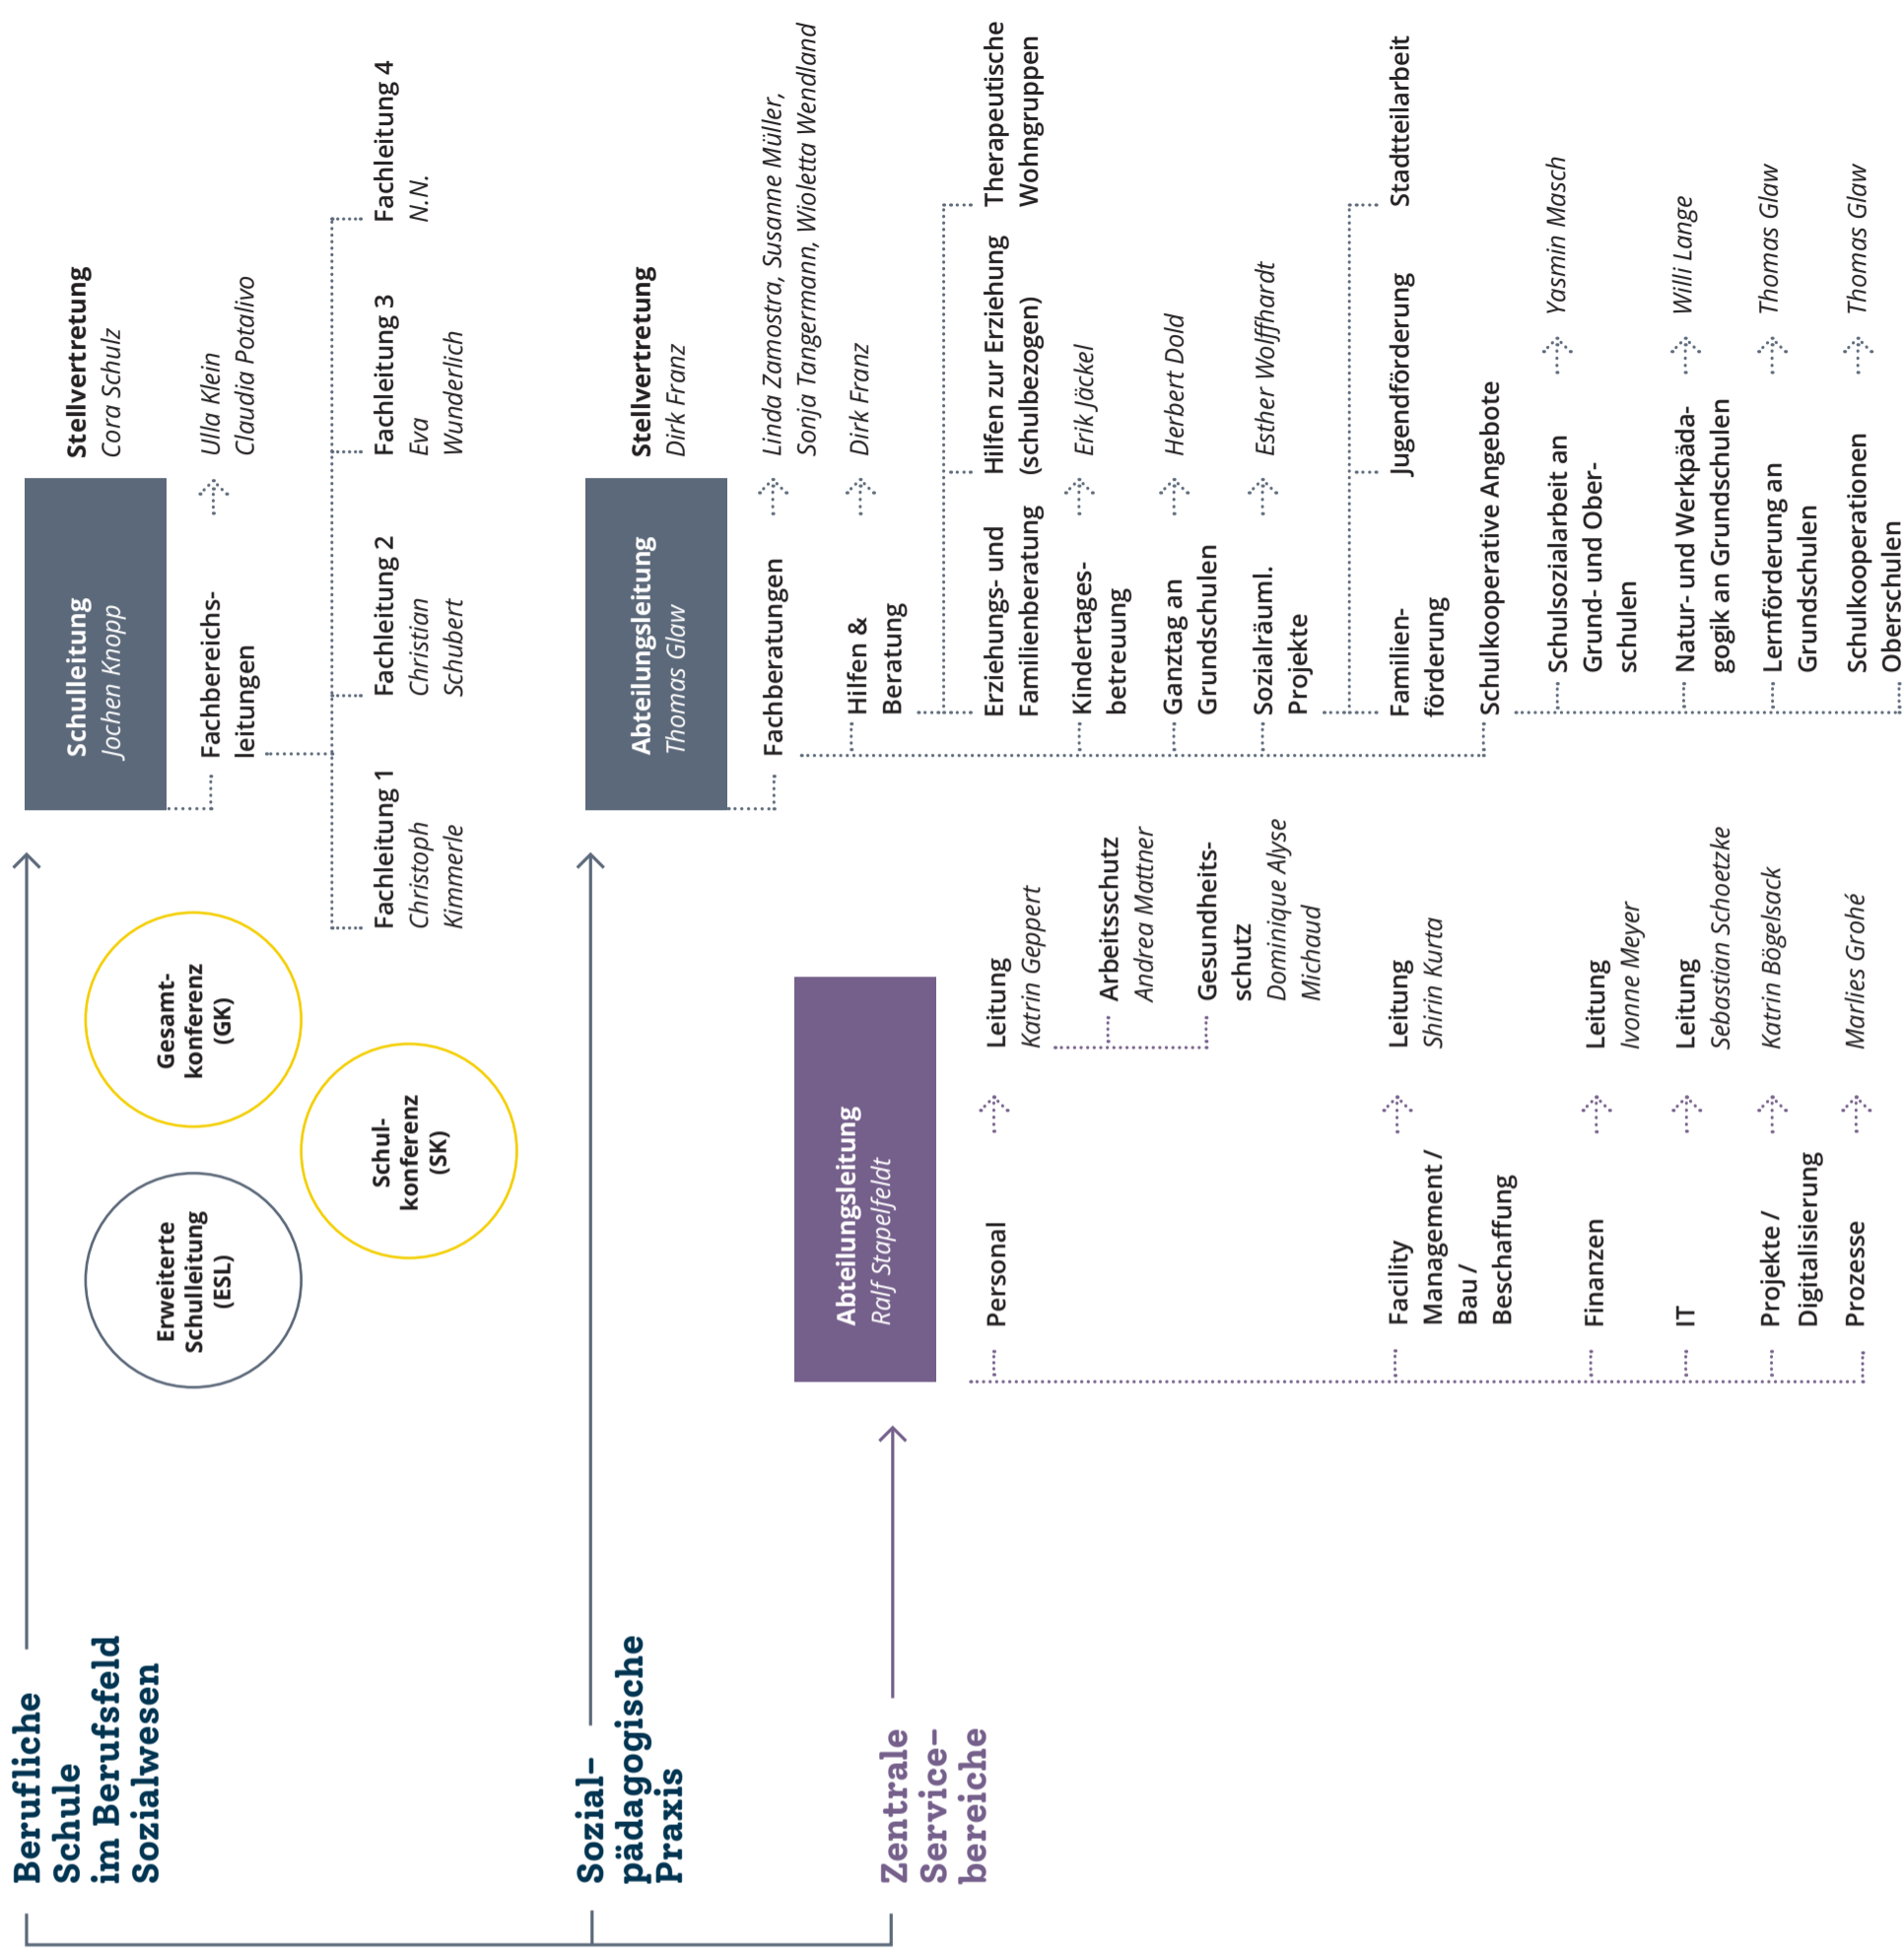 Berufliche
Schule
im Berufsfeld
Sozialwesen
Erweiterte
Schulleitung
(ESL)
Gesamt-
konferenz
(GK)
Schul-
konferenz
(SK)
Schulleitung
Jochen Knopp
Stellvertretung
Cora Schulz
Fachbereichs-
leitungen
Ulla Klein
Claudia Potalivo
Fachleitung 1
Christoph
Kimmerle
Fachleitung 2
Christian
Schubert
Fachleitung 3
Eva
Wunderlich
Fachleitung 4
N.N.
Sozial-
pädagogische
Praxis
Abteilungsleitung
Thomas Glaw
Stellvertretung
Dirk Franz
Fachberatungen
Linda Zamostra, Susanne Müller,
Sonja Tangermann, Wioletta Wendland
Hilfen &
Beratung
Dirk Franz
Erziehungs- und
Familienberatung
Hilfen zur Erziehung
(schulbezogen)
Therapeutische
Wohngruppen
Kindertages-
betreuung
Erik Jäckel
Ganztag an
Grundschulen
Herbert Dold
Sozialräuml.
Projekte
Esther Wolffhardt
Familien-
förderung
Jugendförderung
Stadtteilarbeit
Schulkooperative Angebote
Schulsozialarbeit an
Grund- und Ober-
schulen
Yasmin Masch
Natur- und Werkpäda-
gogik an Grundschulen
Willi Lange
Lernförderung an
Grundschulen
Thomas Glaw
Schulkooperationen
Oberschulen
Thomas Glaw
Zentrale
Service-
bereiche
Abteilungsleitung
Ralf Stapelfeldt
Personal
Leitung
Katrin Geppert
Arbeitsschutz
Andrea Mattner
Gesundheits-
schutz
Dominique Alyse
Michaud
Facility
Management /
Bau /
Beschaffung
Leitung
Shirin Kurta
Finanzen
Leitung
Ivonne Meyer
IT
Leitung
Sebastian Schoetzke
Projekte /
Digitalisierung
Katrin Bögelsack
Prozesse
Marlies Grohé